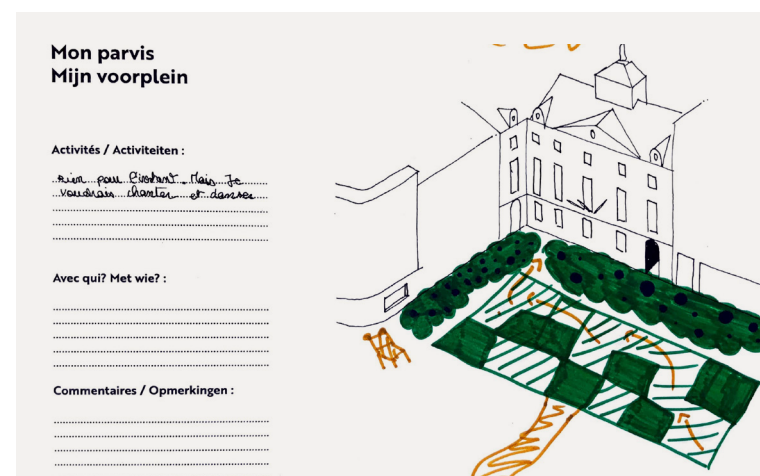 Mon parvis
Mijn voorplein
Activités / Activiteiten :
rien pour l'instant. Mais Je
voudrais chanter et danser
Avec qui? Met wie? :
Commentaires / Opmerkingen :